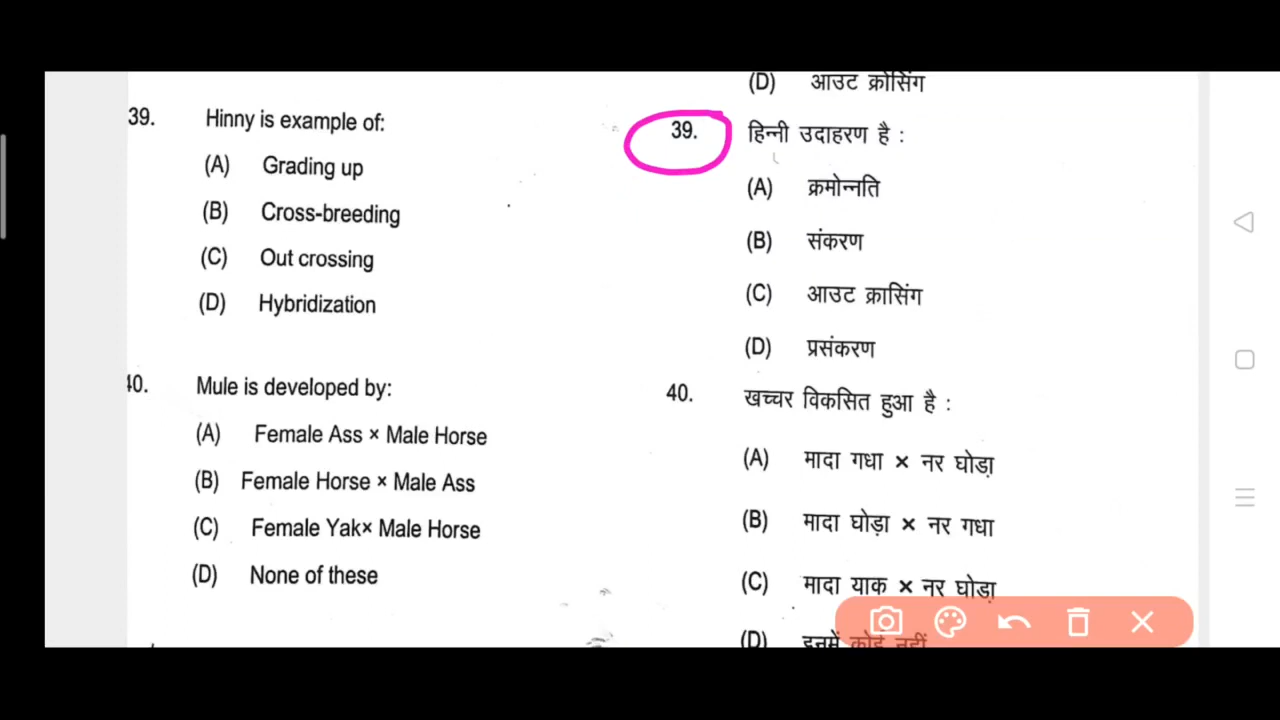 39. Hinny is example of:
(A) Grading up
(B) Cross-breeding
(C) Out crossing
(D) Hybridization
40. Mule is developed by:
(A) Female Ass × Male Horse
(B) Female Horse × Male Ass
(C) Female Yak× Male Horse
(D) None of these
(D) आउट क्रोसिंग
39. हिन्नी उदाहरण है :
(A) क्रमोन्नति
(B) संकरण
(C) आउट क्रासिंग
(D) प्रसंकरण
40. खच्चर विकसित हुआ है :
(A) मादा गधा × नर घोड़ा
(B) मादा घोड़ा × नर गधा
(C) मादा याक × नर घोड़ा
(D) इनमें कोई नहीं